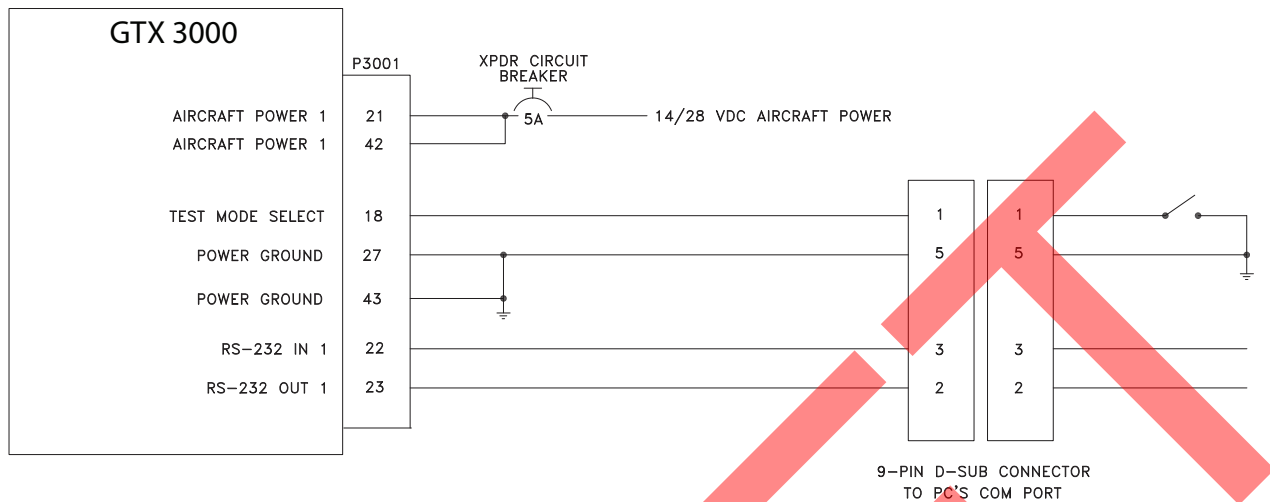 GTX 3000
P3001
XPDR CIRCUIT
BREAKER
AIRCRAFT POWER 1 21 5A 14/28 VDC AIRCRAFT POWER
AIRCRAFT POWER 1 42
TEST MODE SELECT 18 1 1
POWER GROUND 27 5 5
POWER GROUND 43
RS-232 IN 1 22 3 3
RS-232 OUT 1 23 2 2
9-PIN D-SUB CONNECTOR
TO PC'S COM PORT